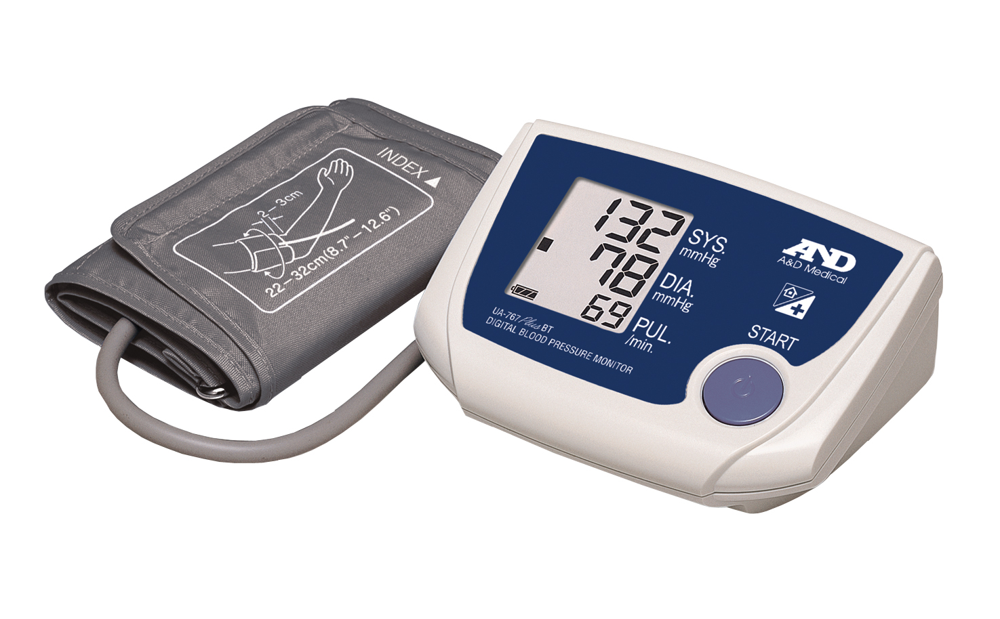 INDEX
2-3cm
22-32cm(8.7"-12.6")
132
SYS.
mmHg
78
DIA.
mmHg
69
PUL.
/min.
UA-767 Plus BT
DIGITAL BLOOD PRESSURE MONITOR
AND
A&D Medical
START